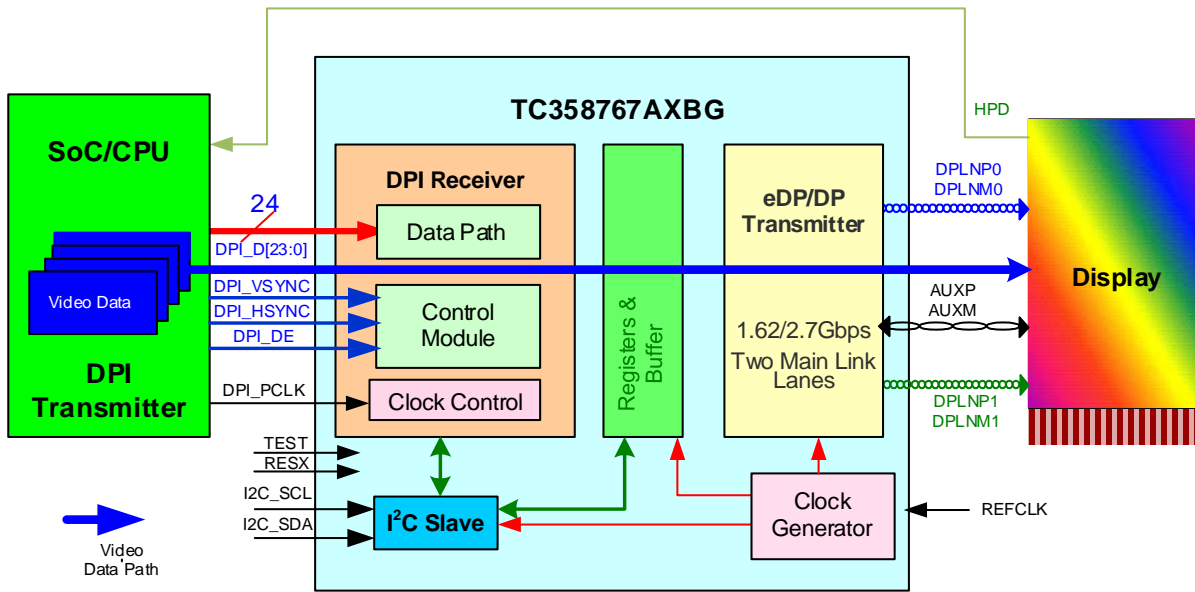 TC358767AXBG
HPD
SoC/CPU
24
DPI_D[23:0]
Video Data
DPI_VSYNC
DPI_HSYNC
DPI_DE
DPI
Transmitter
DPI_PCLK
DPI Receiver
Data Path
Control
Module
Clock Control
Registers &
Buffer
eDP/DP
Transmitter
1.62/2.7Gbps
Two Main Link
Lanes
DPLNP0
DPLNM0
Display
AUXP
AUXM
DPLNP1
DPLNM1
TEST
RESX
I2C_SCL
I2C_SDA
I²C Slave
Clock
Generator
REFCLK
Video
Data Path